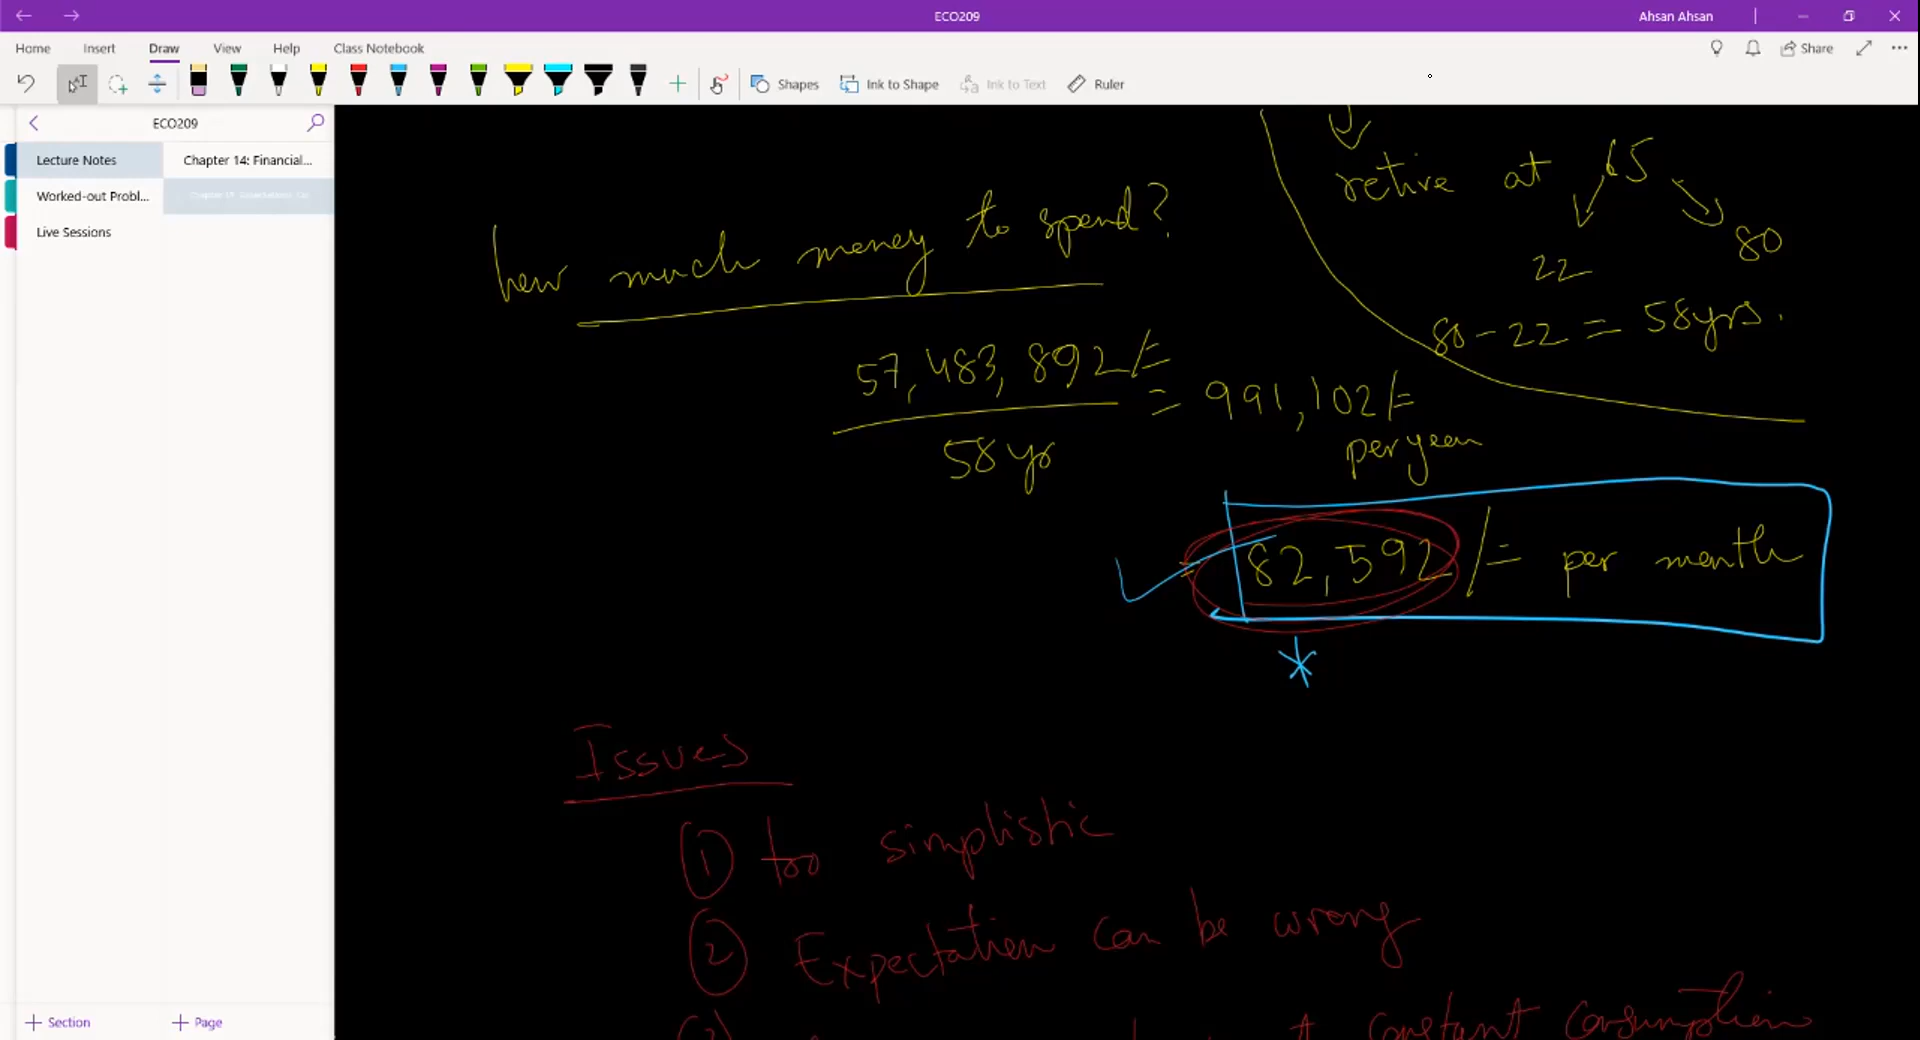 ECO209
Ahsan Ahsan
Home Insert Draw View Help Class Notebook
Share
Shapes Ink to Shape Ink to Text Ruler
ECO209
Lecture Notes
Chapter 14: Financial...
Worked-out Probl...
Live Sessions
retire at 65
80
22
80 - 22 = 58yrs.
how much money to spend?
57,483,892/=
58 yr
= 991,102/=
per year
= 82,592 /= per month
*
Issues
① too simplistic
② Expectation can be wrong
constant consumption
+ Section
+ Page